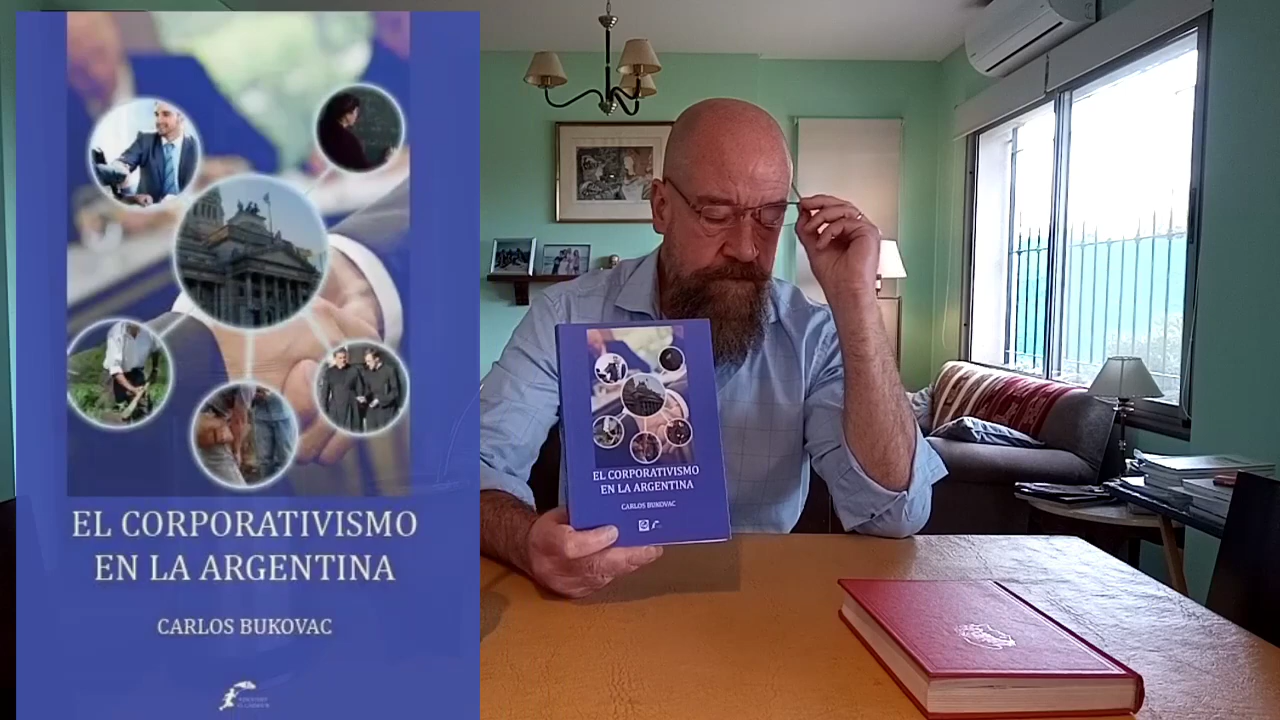 EL CORPORATIVISMO
EN LA ARGENTINA
CARLOS BUKOVAC
EL CORPORATIVISMO
EN LA ARGENTINA
CARLOS BUKOVAC